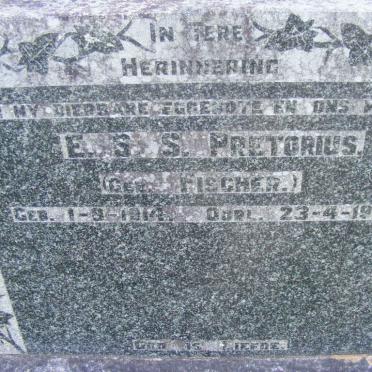 In Tere
Herinnering
my dierbare eggenote en ons
E. S. S. Pretorius.
(Geb. Fischer.)
Geb. 1-8-1914. Oorl. 23-4-19
God is liefde.